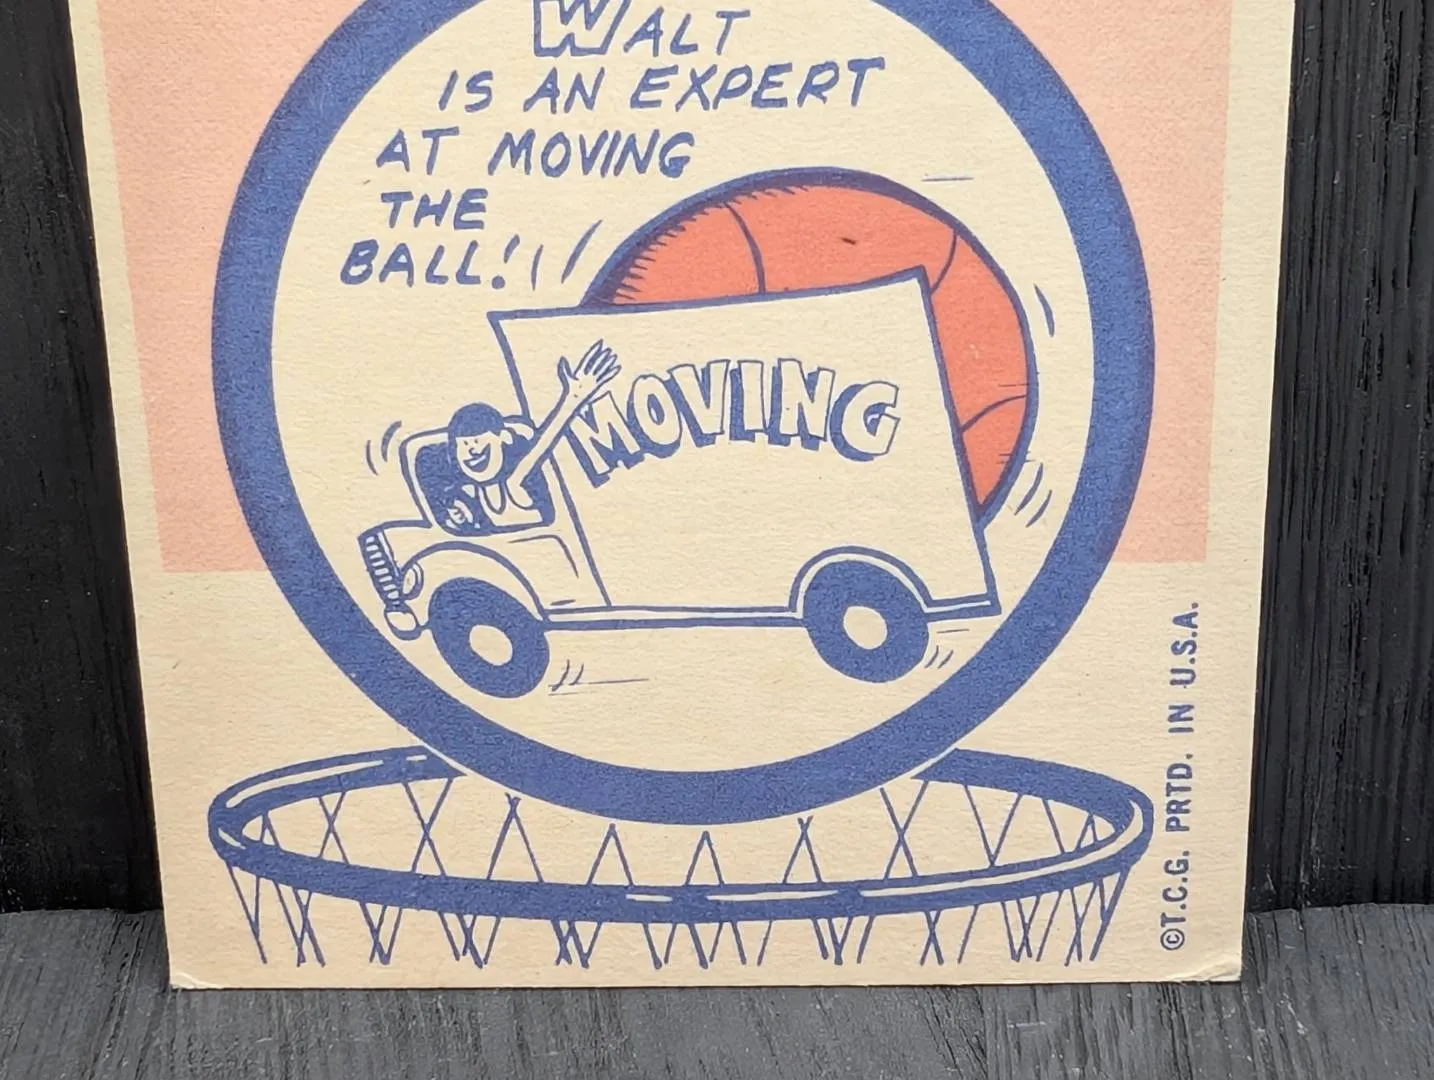 WALT
IS AN EXPERT
AT MOVING
THE
BALL!
MOVING
©T.C.G. PRTD. IN U.S.A.